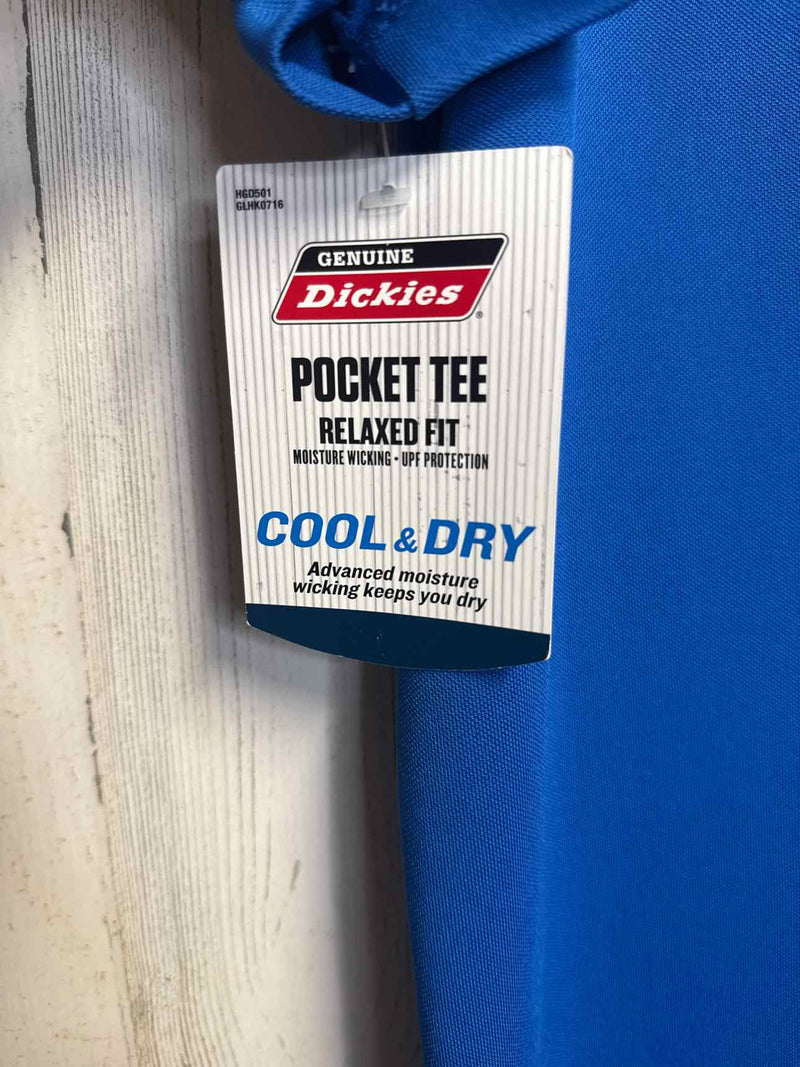 HGD501
GLHK0716
GENUINE
Dickies®
POCKET TEE
RELAXED FIT
MOISTURE WICKING • UPF PROTECTION
COOL & DRY
Advanced moisture
wicking keeps you dry